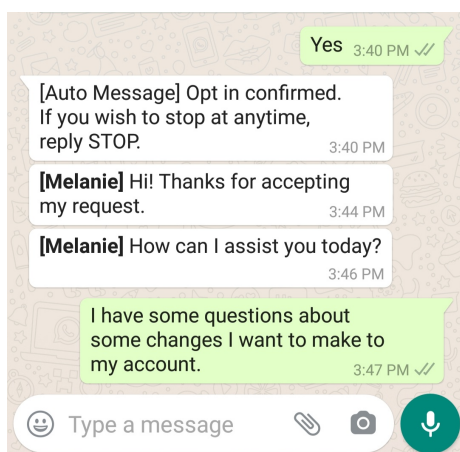 Yes 3:40 PM
[Auto Message] Opt in confirmed.
If you wish to stop at anytime,
reply STOP.
3:40 PM
[Melanie] Hi! Thanks for accepting
my request.
3:44 PM
[Melanie] How can I assist you today?
3:46 PM
I have some questions about
some changes I want to make to
my account.
3:47 PM
Type a message